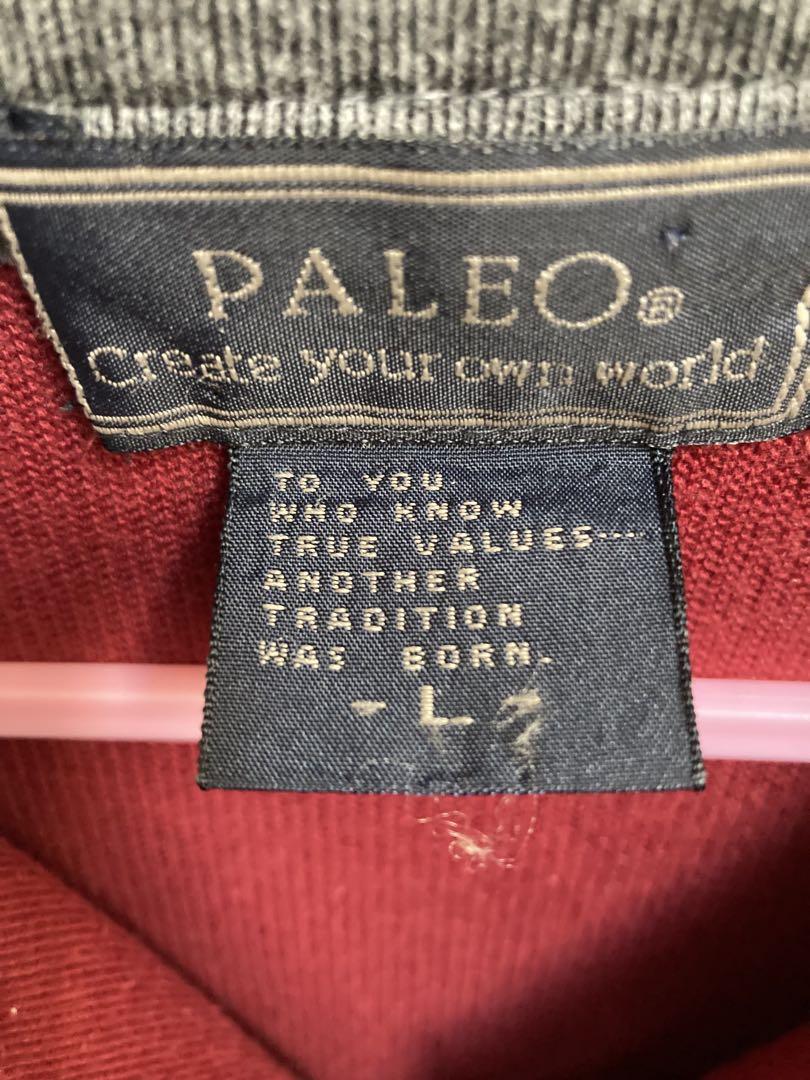 PALEO®
Create your own world
TO YOU
WHO KNOW
TRUE VALUES····
ANOTHER
TRADITION
WAS BORN.
- L -